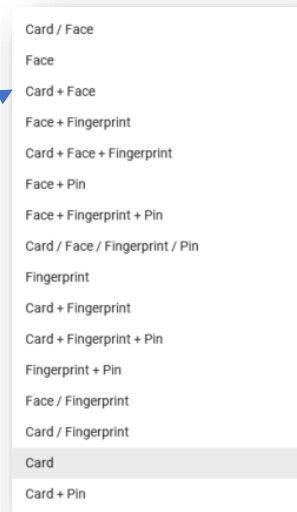 Card / Face
Face
Card + Face
Face + Fingerprint
Card + Face + Fingerprint
Face + Pin
Face + Fingerprint + Pin
Card / Face / Fingerprint / Pin
Fingerprint
Card + Fingerprint
Card + Fingerprint + Pin
Fingerprint + Pin
Face / Fingerprint
Card / Fingerprint
Card
Card + Pin